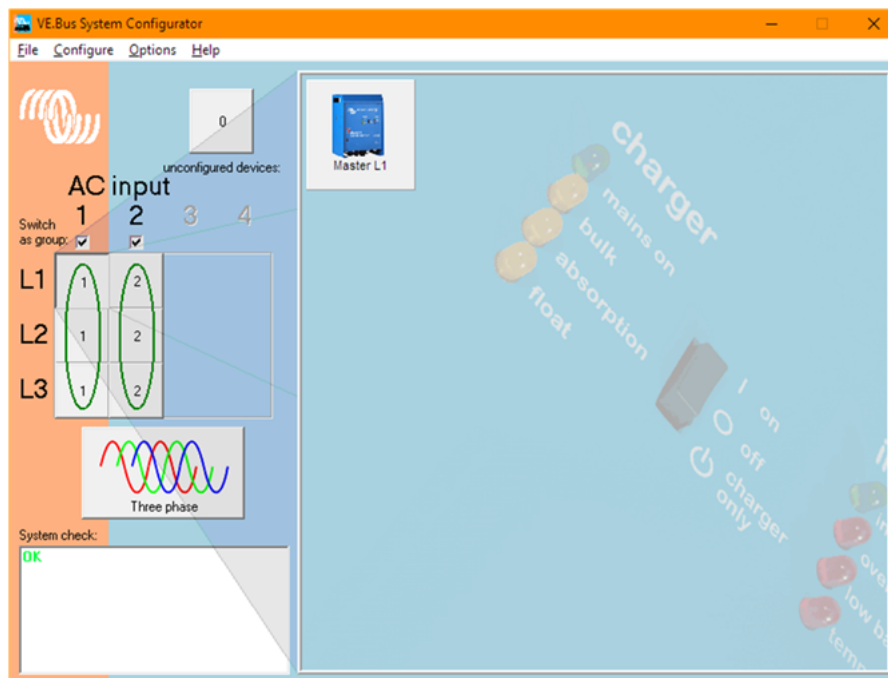 VE.Bus System Configurator
File Configure Options Help
0
unconfigured devices:
AC input
Switch as group:
1 2 3 4
L1 1 2
L2 1 2
L3 1 2
Three phase
System check:
OK
Master L1
charger
mains on
bulk
absorption
float
on
off
charger only
low